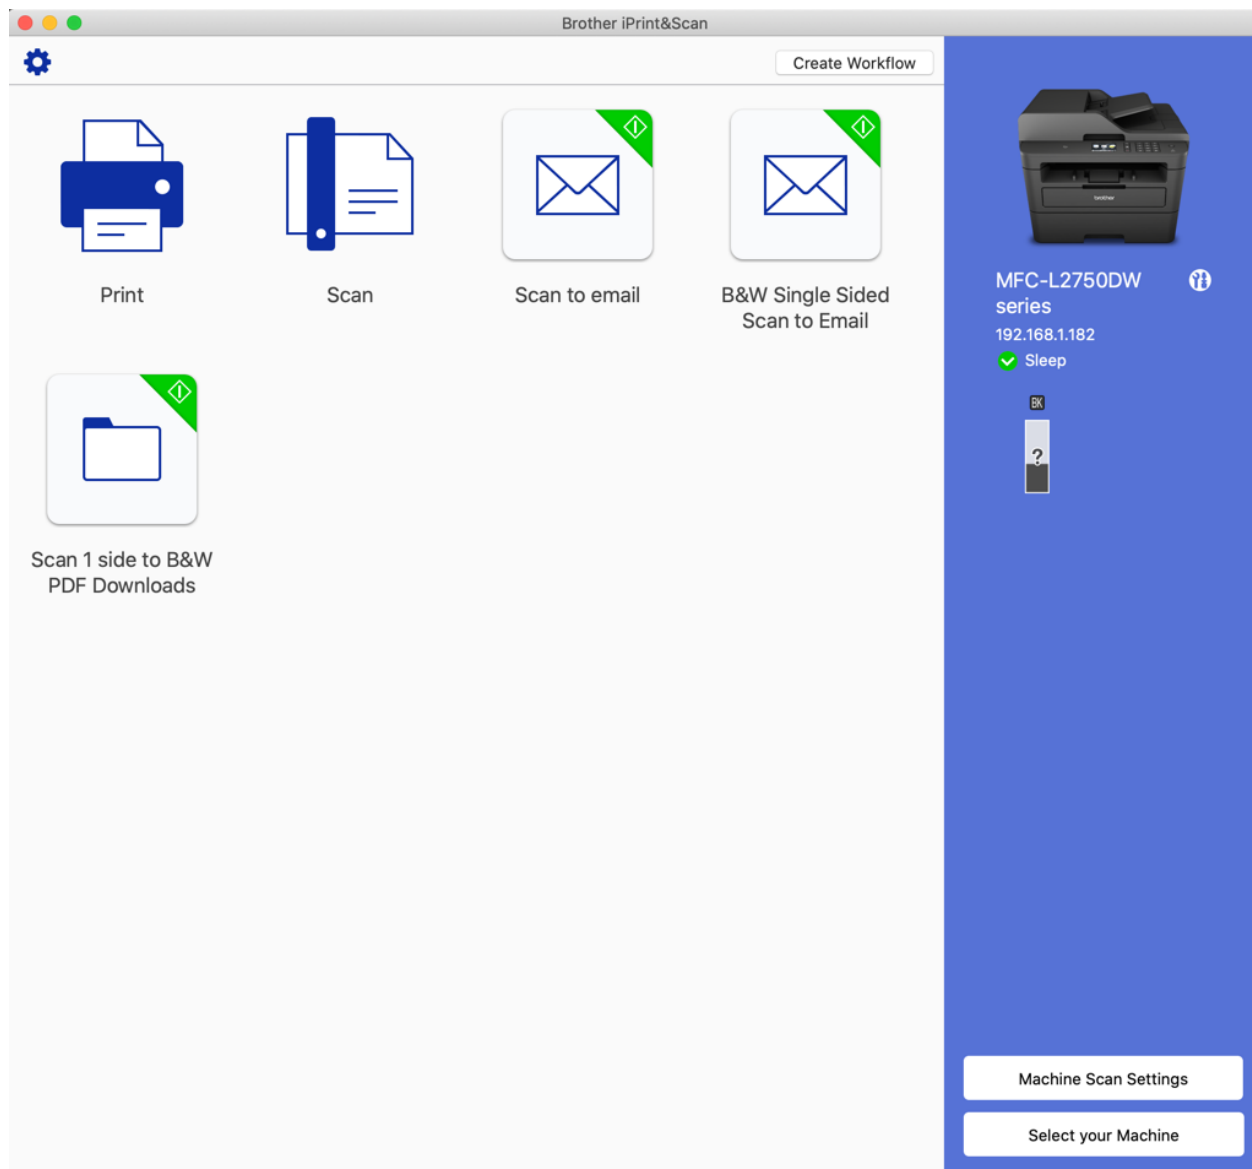 Brother iPrint&Scan
Create Workflow
Print
Scan
Scan to email
B&W Single Sided
Scan to Email
Scan 1 side to B&W
PDF Downloads
brother
MFC-L2750DW
series
192.168.1.182
Sleep
BK
?
Machine Scan Settings
Select your Machine